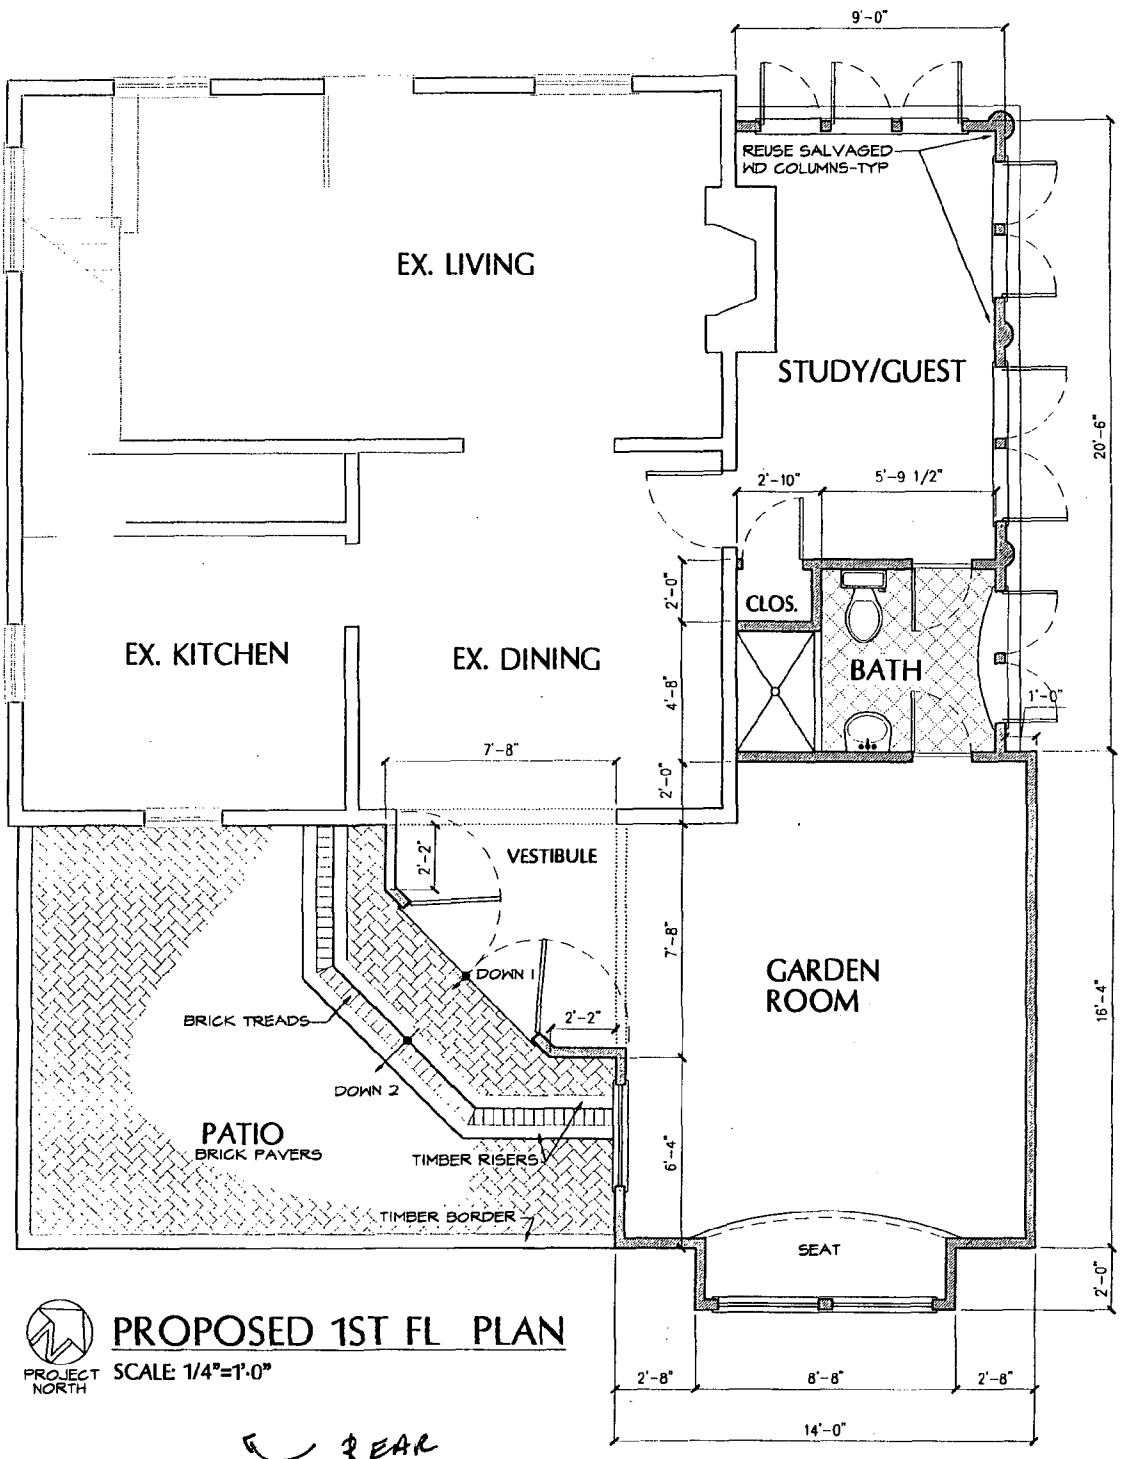 9'-0"
REUSE SALVAGED
WD COLUMNS-TYP
EX. LIVING
STUDY/GUEST
20'-6"
2'-10"
5'-9 1/2"
2'-0"
CLOS.
EX. KITCHEN
EX. DINING
BATH
4'-8"
1'-0"
7'-8"
2'-0"
2'-2"
VESTIBULE
7'-8"
DOWN 1
GARDEN
ROOM
16'-4"
BRICK TREADS
2'-2"
DOWN 2
PATIO
BRICK PAVERS
TIMBER RISERS
6'-4"
TIMBER BORDER
SEAT
2'-0"
PROPOSED 1ST FL PLAN
SCALE: 1/4"=1'-0"
PROJECT
NORTH
2'-8"
8'-8"
2'-8"
14'-0"
REAR